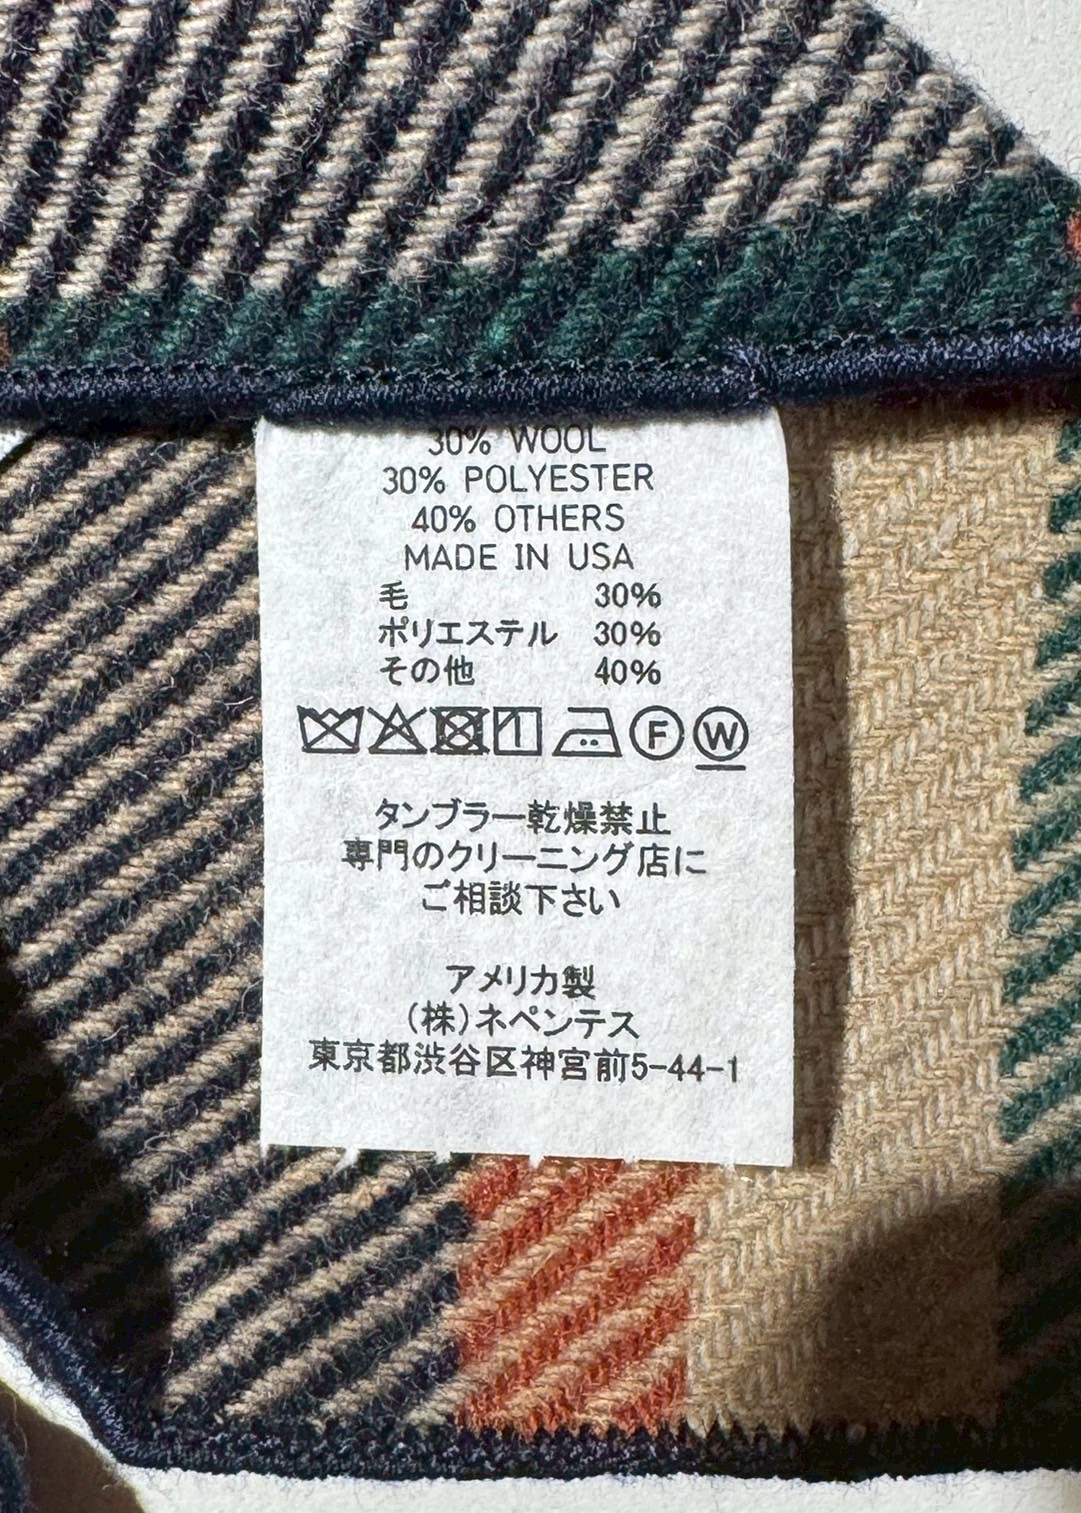 30% WOOL
30% POLYESTER
40% OTHERS
MADE IN USA
毛 30%
ポリエステル 30%
その他 40%
F W
タンブラー乾燥禁止
専門のクリーニング店に
ご相談下さい
アメリカ製
(株)ネペンテス
東京都渋谷区神宮前5-44-1